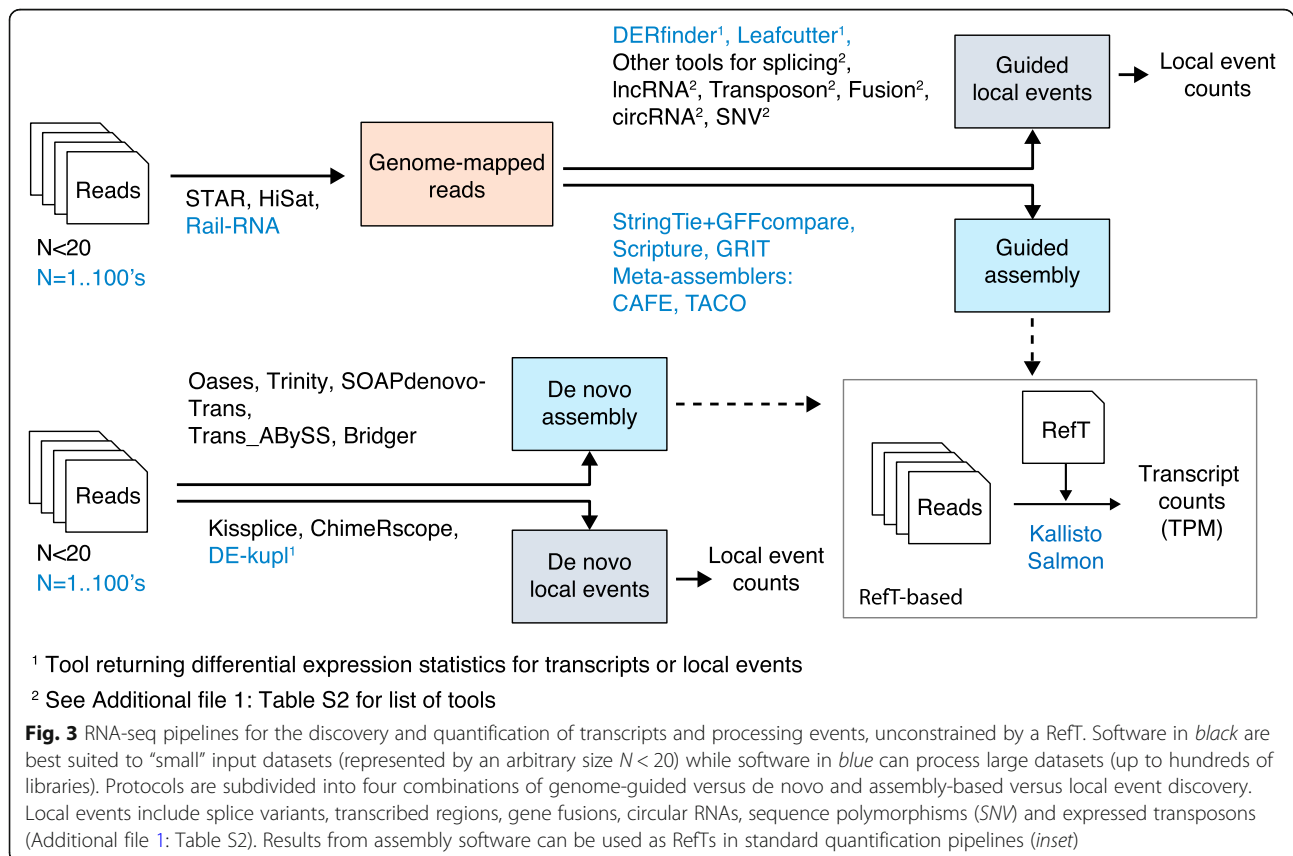 DERfinder¹, Leafcutter¹,
Other tools for splicing²,
lncRNA², Transposon², Fusion²,
circRNA², SNV²
Guided
local events
Local event
counts
Reads
N<20
N=1..100's
STAR, HiSat,
Rail-RNA
Genome-mapped
reads
StringTie+GFFcompare,
Scripture, GRIT
Meta-assemblers:
CAFE, TACO
Guided
assembly
Oases, Trinity, SOAPdenovo-
Trans,
Trans_ABySS, Bridger
De novo
assembly
Reads
N<20
N=1..100's
Kissplice, ChimeRscope,
DE-kupl¹
De novo
local events
Local event
counts
RefT
Reads
Transcript
counts
(TPM)
Kallisto
Salmon
RefT-based
¹ Tool returning differential expression statistics for transcripts or local events
² See Additional file 1: Table S2 for list of tools
Fig. 3 RNA-seq pipelines for the discovery and quantification of transcripts and processing events, unconstrained by a RefT. Software in black are
best suited to “small” input datasets (represented by an arbitrary size N < 20) while software in blue can process large datasets (up to hundreds of
libraries). Protocols are subdivided into four combinations of genome-guided versus de novo and assembly-based versus local event discovery.
Local events include splice variants, transcribed regions, gene fusions, circular RNAs, sequence polymorphisms (SNV) and expressed transposons
(Additional file 1: Table S2). Results from assembly software can be used as RefTs in standard quantification pipelines (inset)